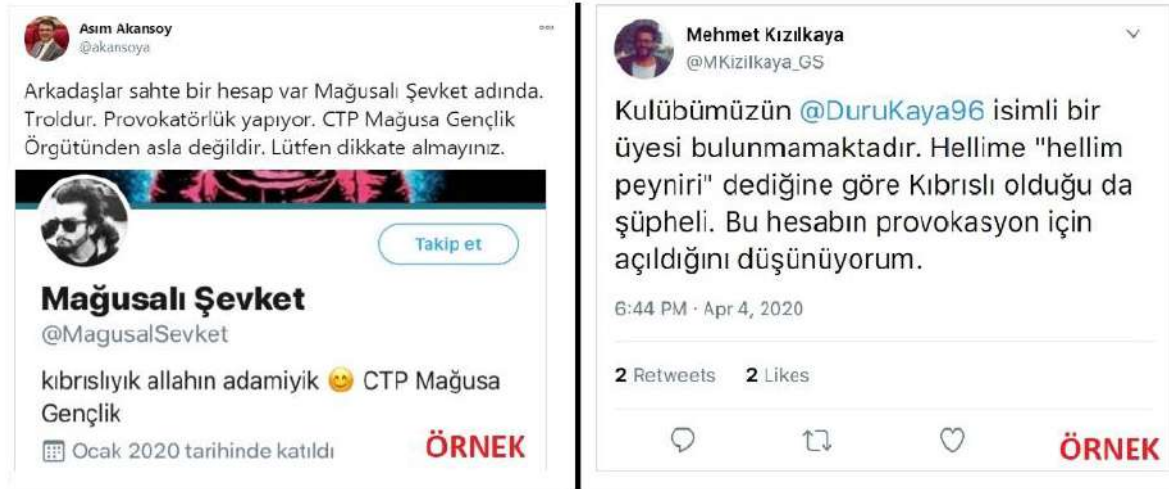 Asım Akansoy
@akansoya
Arkadaşlar sahte bir hesap var Mağusalı Şevket adında.
Troldur. Provokatörlük yapıyor. CTP Mağusa Gençlik
Örgütünden asla değildir. Lütfen dikkate almayınız.
Takip et
Mağusalı Şevket
@MagusalSevket
kıbrıslıyık allahın adamiyik 😊 CTP Mağusa
Gençlik
Ocak 2020 tarihinde katıldı
ÖRNEK
Mehmet Kızılkaya
@MKizilkaya_GS
Kulübümüzün @DuruKaya96 isimli bir
üyesi bulunmamaktadır. Hellime "hellim
peyniri" dediğine göre Kıbrıslı olduğu da
şüpheli. Bu hesabın provokasyon için
açıldığını düşünüyorum.
6:44 PM · Apr 4, 2020
2 Retweets 2 Likes
ÖRNEK